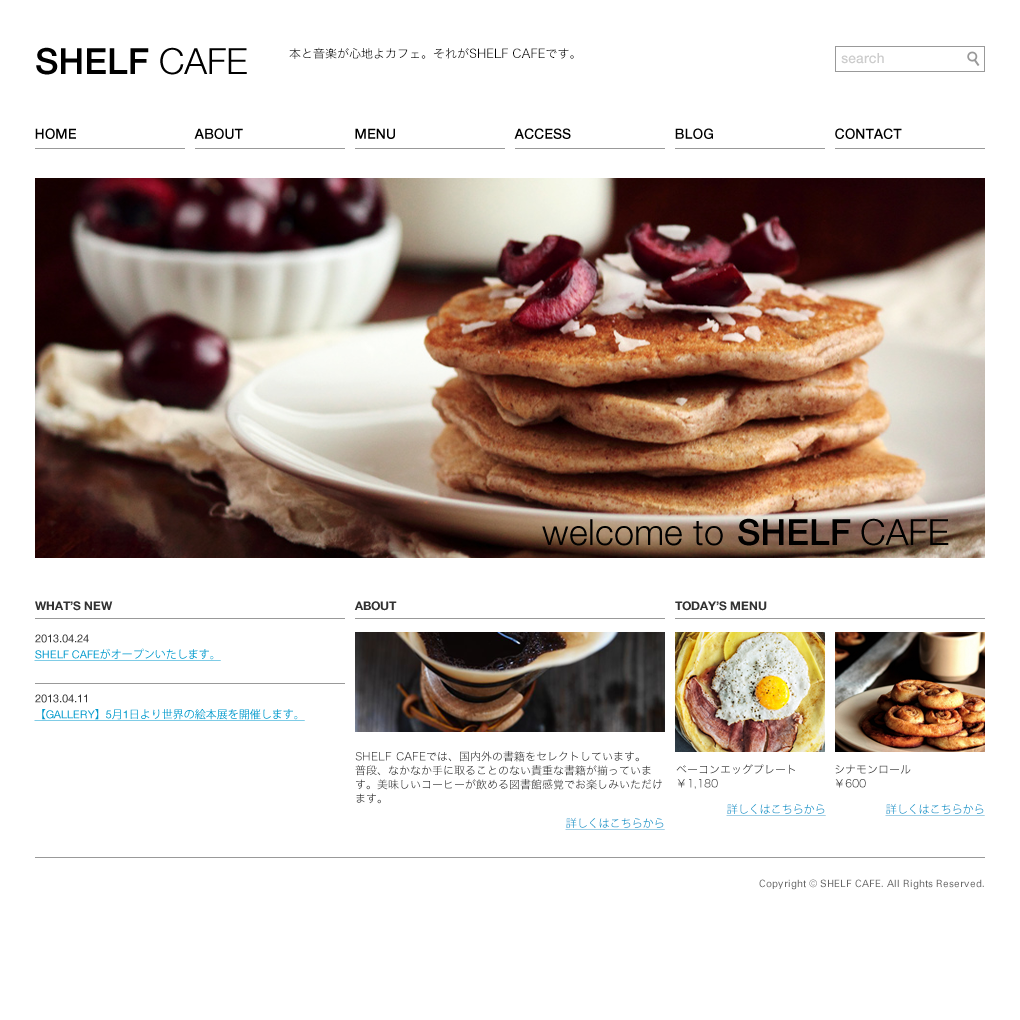 SHELF CAFE
本と音楽が心地よカフェ。それがSHELF CAFEです。
search
HOME
ABOUT
MENU
ACCESS
BLOG
CONTACT
welcome to SHELF CAFE
WHAT'S NEW
2013.04.24
SHELF CAFEがオープンいたします。
2013.04.11
【GALLERY】5月1日より世界の絵本展を開催します。
ABOUT
SHELF CAFEでは、国内外の書籍をセレクトしています。
普段、なかなか手に取ることのない貴重な書籍が揃っていま
す。美味しいコーヒーが飲める図書館感覚でお楽しみいただけ
ます。
詳しくはこちらから
TODAY'S MENU
ベーコンエッグプレート
￥1,180
詳しくはこちらから
シナモンロール
￥600
詳しくはこちらから
Copyright © SHELF CAFE. All Rights Reserved.